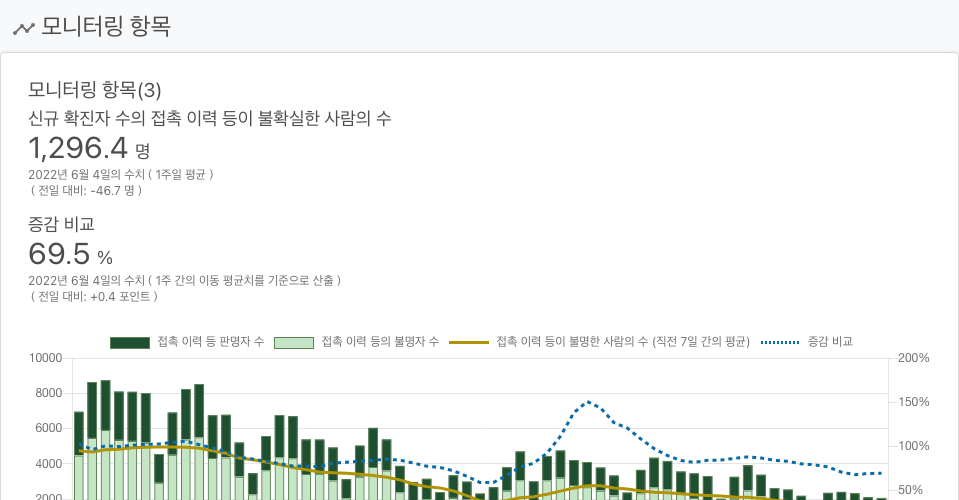 모니터링 항목
모니터링 항목(3)
신규 확진자 수의 접촉 이력 등이 불확실한 사람의 수
1,296.4 명
2022년 6월 4일의 수치 ( 1주일 평균 )
( 전일 대비: -46.7 명 )
증감 비교
69.5 %
2022년 6월 4일의 수치 ( 1주 간의 이동 평균치를 기준으로 산출 )
( 전일 대비: +0.4 포인트 )
접촉 이력 등 판명자 수 접촉 이력 등의 불명자 수 접촉 이력 등이 불명한 사람의 수 (직전 7일 간의 평균) 증감 비교
10000 200%
8000 150%
6000 100%
4000 50%
2000